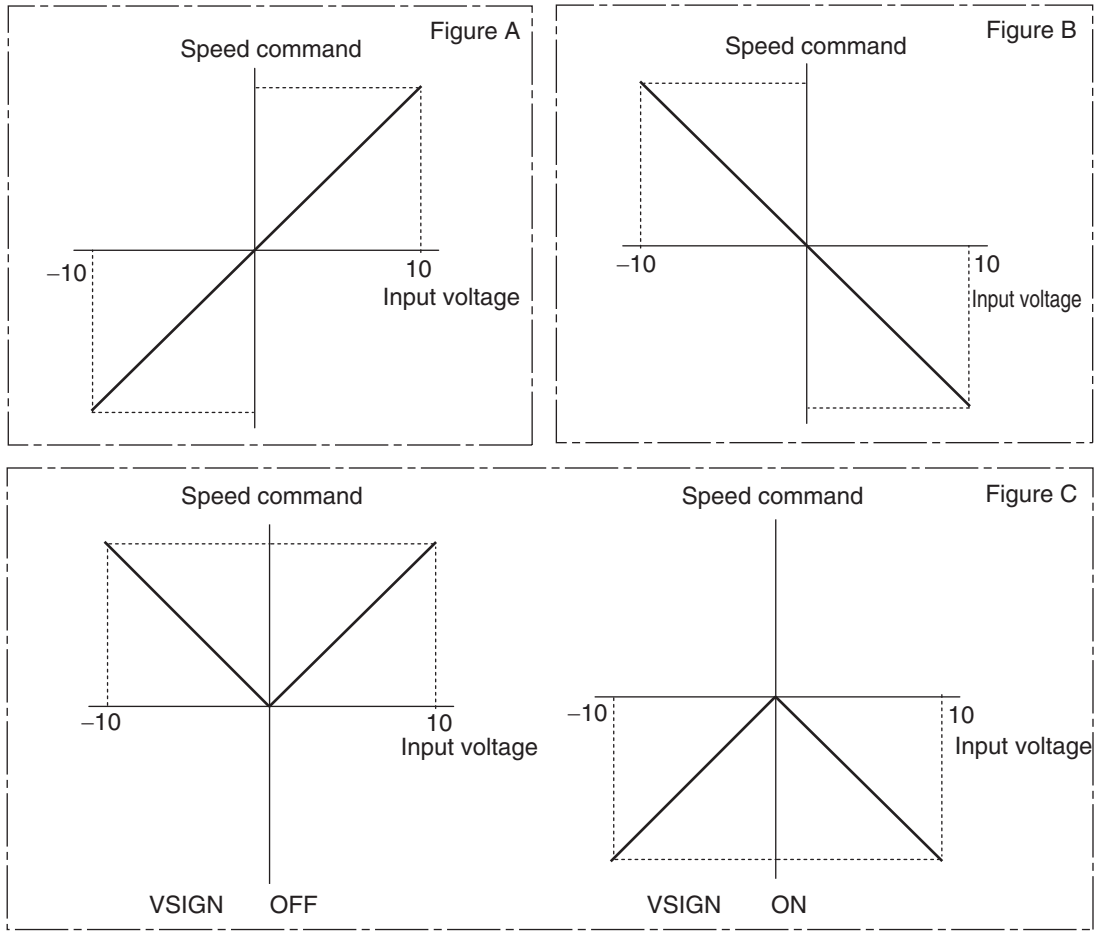 Figure A
Speed command
−10
10
Input voltage
Figure B
Speed command
−10
10
Input voltage
Figure C
Speed command
−10
10
Input voltage
VSIGN OFF
Speed command
−10
10
Input voltage
VSIGN ON